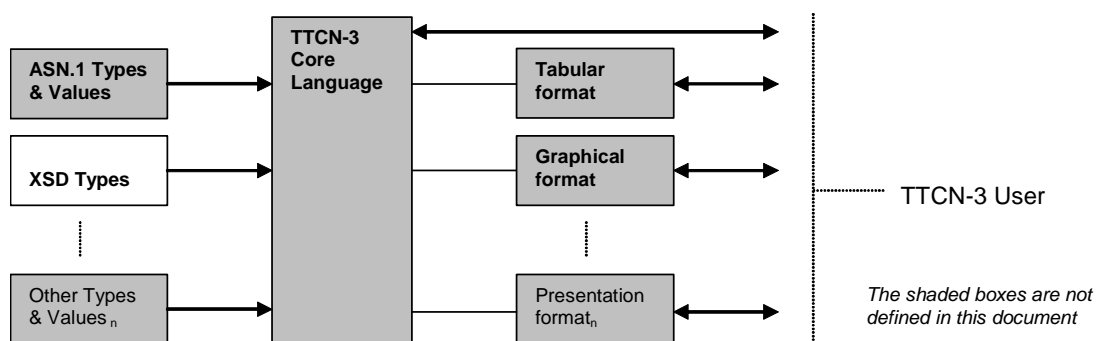 TTCN-3
Core
Language
ASN.1 Types
& Values
XSD Types
Other Types
& Values n
Tabular
format
Graphical
format
Presentation
formatn
TTCN-3 User
The shaded boxes are not
defined in this document